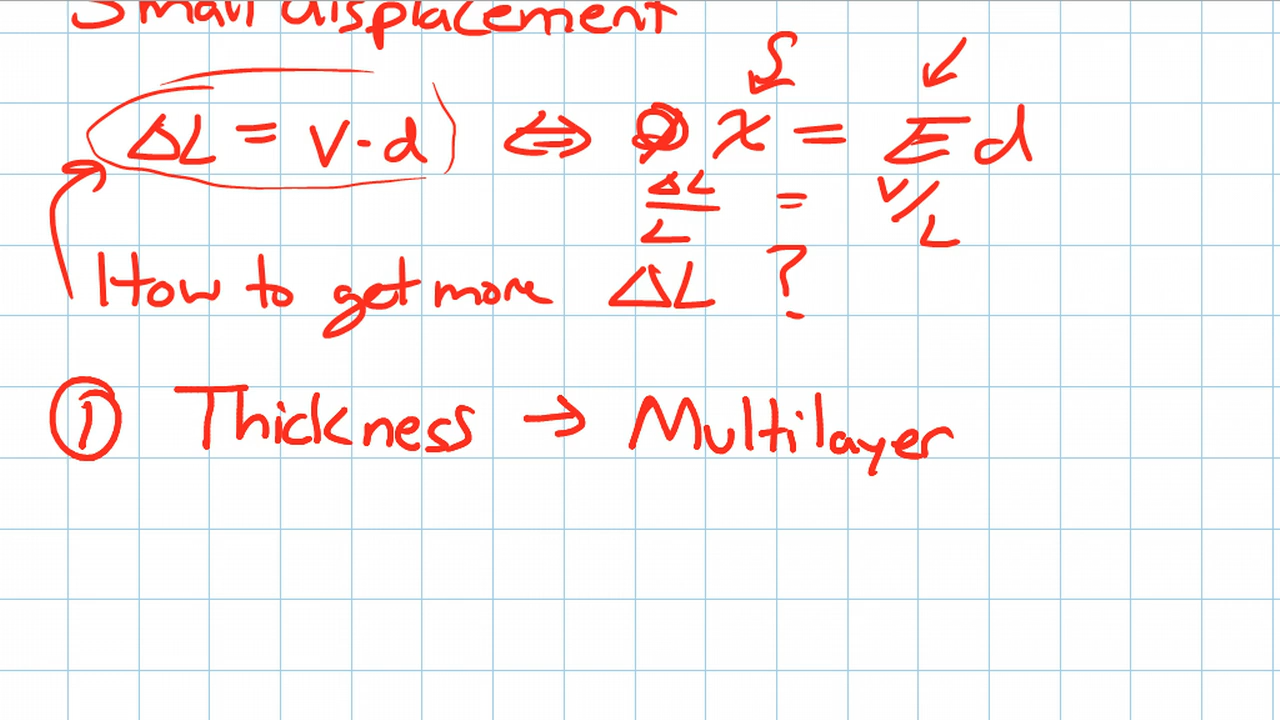 Small displacement
S ↙
ΔL = V·d ⇔ x = E d
ΔL/L = V/L
How to get more ΔL ?
① Thickness → Multilayer